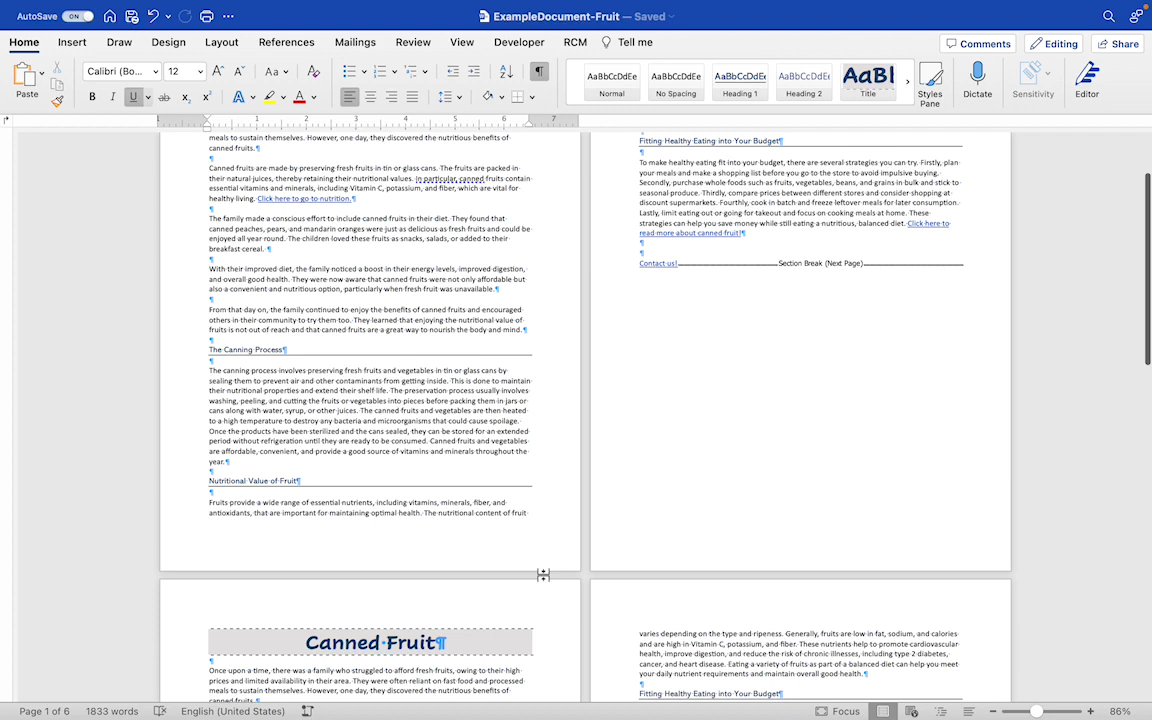 AutoSave ON
ExampleDocument-Fruit — Saved
Home Insert Draw Design Layout References Mailings Review View Developer RCM Tell me
Comments Editing Share
Paste
Calibri (Bo... 12
AaBbCcDdEe AaBbCcDdEe AaBbCcDdEe AaBbCcDdEe AaBl
Normal No Spacing Heading 1 Heading 2 Title
Styles Pane
Dictate
Sensitivity
Editor
1 1 2 3 4 5 6 7
meals to sustain themselves. However, one day, they discovered the nutritious benefits of
canned fruits.¶
¶
Canned fruits are made by preserving fresh fruits in tin or glass cans. The fruits are packed in
their natural juices, thereby retaining their nutritional values. In particular, canned fruits contain
essential vitamins and minerals, including Vitamin C, potassium, and fiber, which are vital for
healthy living. Click here to go to nutrition.¶
¶
The family made a conscious effort to include canned fruits in their diet. They found that
canned peaches, pears, and mandarin oranges were just as delicious as fresh fruits and could be
enjoyed all year round. The children loved these fruits as snacks, salads, or added to their
breakfast cereal. ¶
¶
With their improved diet, the family noticed a boost in their energy levels, improved digestion,
and overall good health. They were now aware that canned fruits were not only affordable but
also a convenient and nutritious option, particularly when fresh fruit was unavailable.¶
¶
From that day on, the family continued to enjoy the benefits of canned fruits and encouraged
others in their community to try them too. They learned that enjoying the nutritional value of
fruits is not out of reach and that canned fruits are a great way to nourish the body and mind.¶
¶
The Canning Process¶
¶
The canning process involves preserving fresh fruits and vegetables in tin or glass cans by
sealing them to prevent air and other contaminants from getting inside. This is done to maintain
their nutritional properties and extend their shelf life. The preservation process usually involves
washing, peeling, and cutting the fruits or vegetables into pieces before packing them in jars or
cans along with water, syrup, or other juices. The canned fruits and vegetables are then heated
to a high temperature to destroy any bacteria and microorganisms that could cause spoilage.
Once the products have been sterilized and the cans sealed, they can be stored for an extended
period without refrigeration until they are ready to be consumed. Canned fruits and vegetables
are affordable, convenient, and provide a good source of vitamins and minerals throughout the
year.¶
¶
Nutritional Value of Fruit¶
¶
Fruits provide a wide range of essential nutrients, including vitamins, minerals, fiber, and
antioxidants, that are important for maintaining optimal health. The nutritional content of fruit
Fitting Healthy Eating into Your Budget¶
¶
To make healthy eating fit into your budget, there are several strategies you can try. Firstly, plan
your meals and make a shopping list before you go to the store to avoid impulsive buying.
Secondly, purchase whole foods such as fruits, vegetables, beans, and grains in bulk and stick to
seasonal produce. Thirdly, compare prices between different stores and consider shopping at
discount supermarkets. Fourthly, cook in batch and freeze leftover meals for later consumption.
Lastly, limit eating out or going for takeout and focus on cooking meals at home. These
strategies can help you save money while still eating a nutritious, balanced diet. Click here to
read more about canned fruit!¶
¶
¶
Contact us! Section Break (Next Page)
Canned Fruit¶
¶
Once upon a time, there was a family who struggled to afford fresh fruits, owing to their high
prices and limited availability in their area. They were often reliant on fast food and processed
meals to sustain themselves. However, one day, they discovered the nutritious benefits of
canned fruits.¶
varies depending on the type and ripeness. Generally, fruits are low in fat, sodium, and calories
and are high in Vitamin C, potassium, and fiber. These nutrients help to promote cardiovascular
health, improve digestion, and reduce the risk of chronic illnesses, including type 2 diabetes,
cancer, and heart disease. Eating a variety of fruits as part of a balanced diet can help you meet
your daily nutrient requirements and maintain overall good health.¶
¶
Fitting Healthy Eating into Your Budget¶
Page 1 of 6 1833 words English (United States) Focus 86%